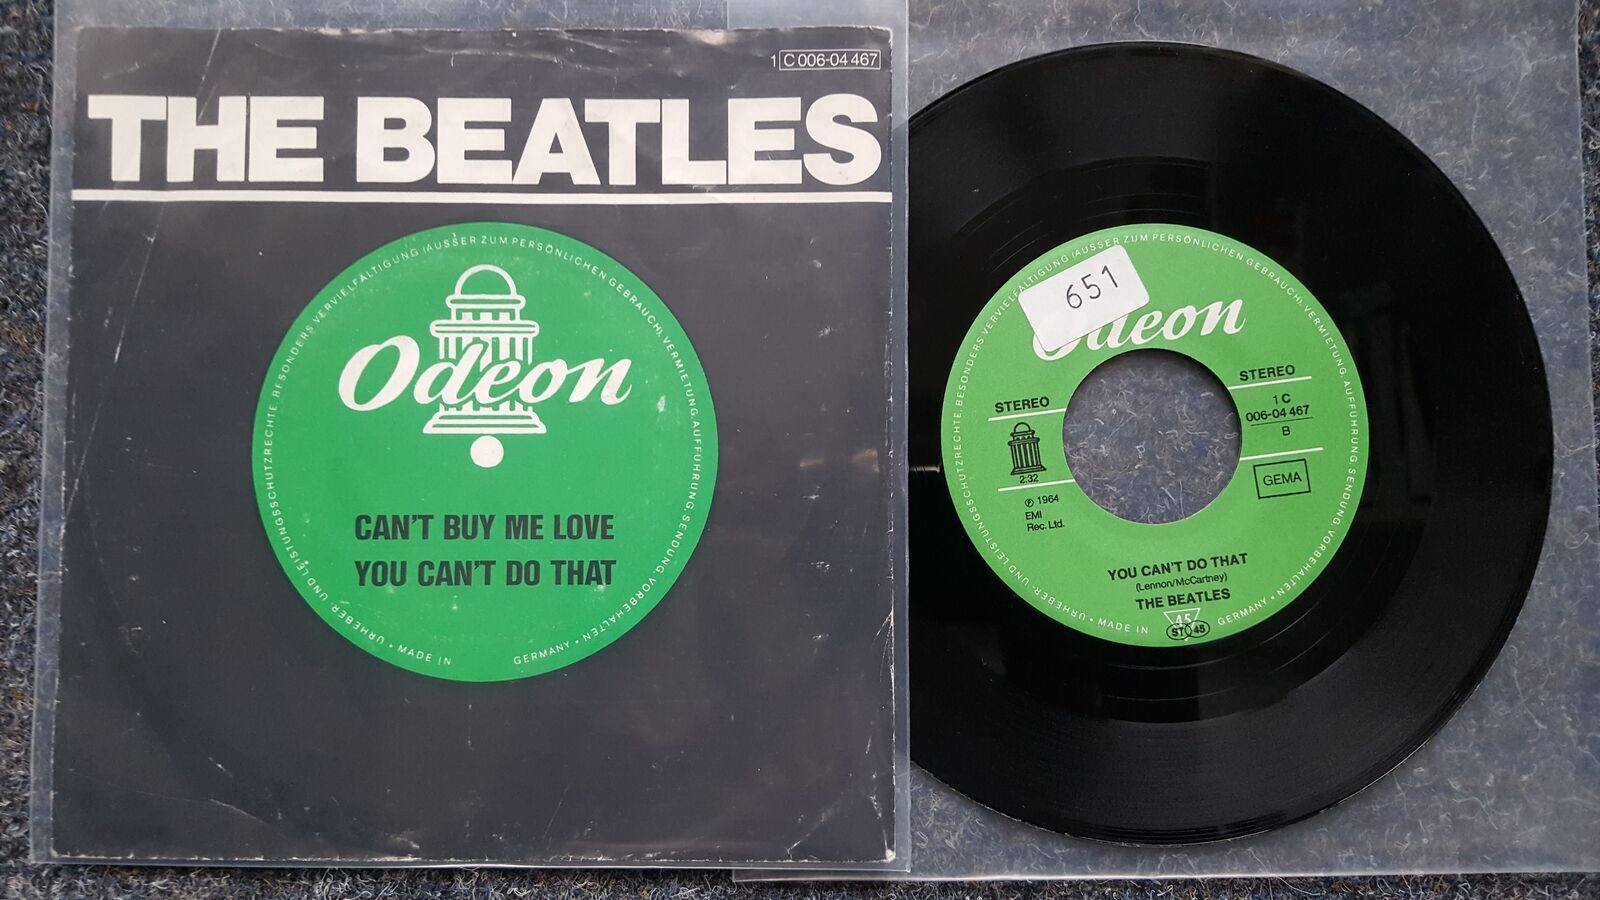 1 C 006-04 467
THE BEATLES
URHEBER- UND LEISTUNGSSCHUTZRECHTE, BESONDERS VERVIELFÄLTIGUNG (AUSSER ZUM PERSÖNLICHEN GEBRAUCH), VERMIETUNG, AUFFÜHRUNG, SENDUNG, VORBEHALTEN • MADE IN GERMANY •
Odeon
CAN'T BUY ME LOVE
YOU CAN'T DO THAT
URHEBER- UND LEISTUNGSSCHUTZRECHTE, BESONDERS VERVIELFÄLTIGUNG (AUSSER ZUM PERSÖNLICHEN GEBRAUCH), VERMIETUNG, AUFFÜHRUNG, SENDUNG, VORBEHALTEN • MADE IN GERMANY •
651
Odeon
STEREO
2:32
℗ 1964
EMI
Rec. Ltd.
STEREO
1 C
006-04 467
B
GEMA
YOU CAN'T DO THAT
(Lennon/McCartney)
THE BEATLES
45
ST 45